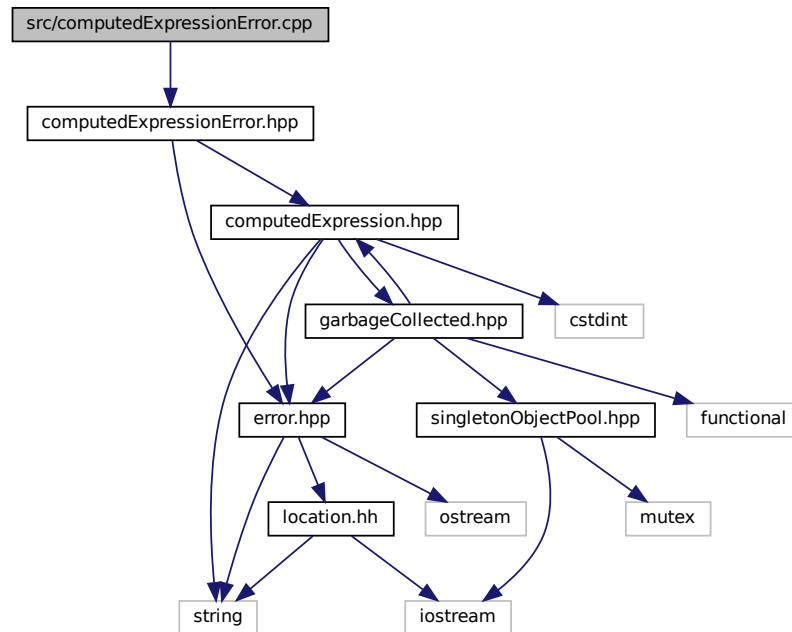 src/computedExpressionError.cpp
computedExpressionError.hpp
computedExpression.hpp
garbageCollected.hpp
cstdint
error.hpp
singletonObjectPool.hpp
functional
location.hh
ostream
mutex
string
iostream